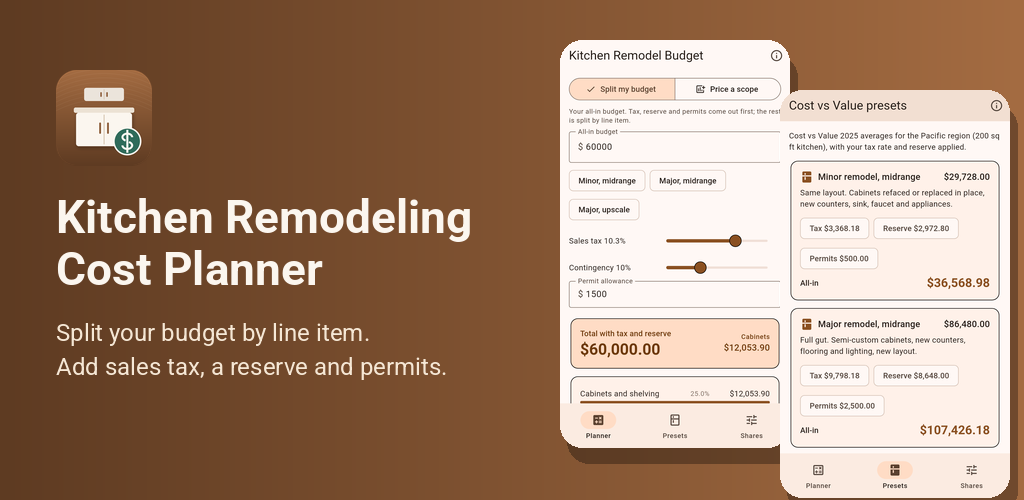 $
Kitchen Remodeling
Cost Planner
Split your budget by line item.
Add sales tax, a reserve and permits.
Kitchen Remodel Budget
Split my budget
Price a scope
Your all-in budget. Tax, reserve and permits come out first; the rest
is split by line item.
All-in budget
$ 60000
Minor, midrange
Major, midrange
Major, upscale
Sales tax 10.3%
Contingency 10%
Permit allowance
$ 1500
Total with tax and reserve
$60,000.00
Cabinets
$12,053.90
Cabinets and shelving
25.0%
$12,053.90
Planner
Presets
Shares
Cost vs Value presets
Cost vs Value 2025 averages for the Pacific region (200 sq
ft kitchen), with your tax rate and reserve applied.
Minor remodel, midrange
$29,728.00
Same layout. Cabinets refaced or replaced in place,
new counters, sink, faucet and appliances.
Tax $3,368.18
Reserve $2,972.80
Permits $500.00
All-in
$36,568.98
Major remodel, midrange
$86,480.00
Full gut. Semi-custom cabinets, new counters,
flooring and lighting, new layout.
Tax $9,798.18
Reserve $8,648.00
Permits $2,500.00
All-in
$107,426.18
Planner
Presets
Shares